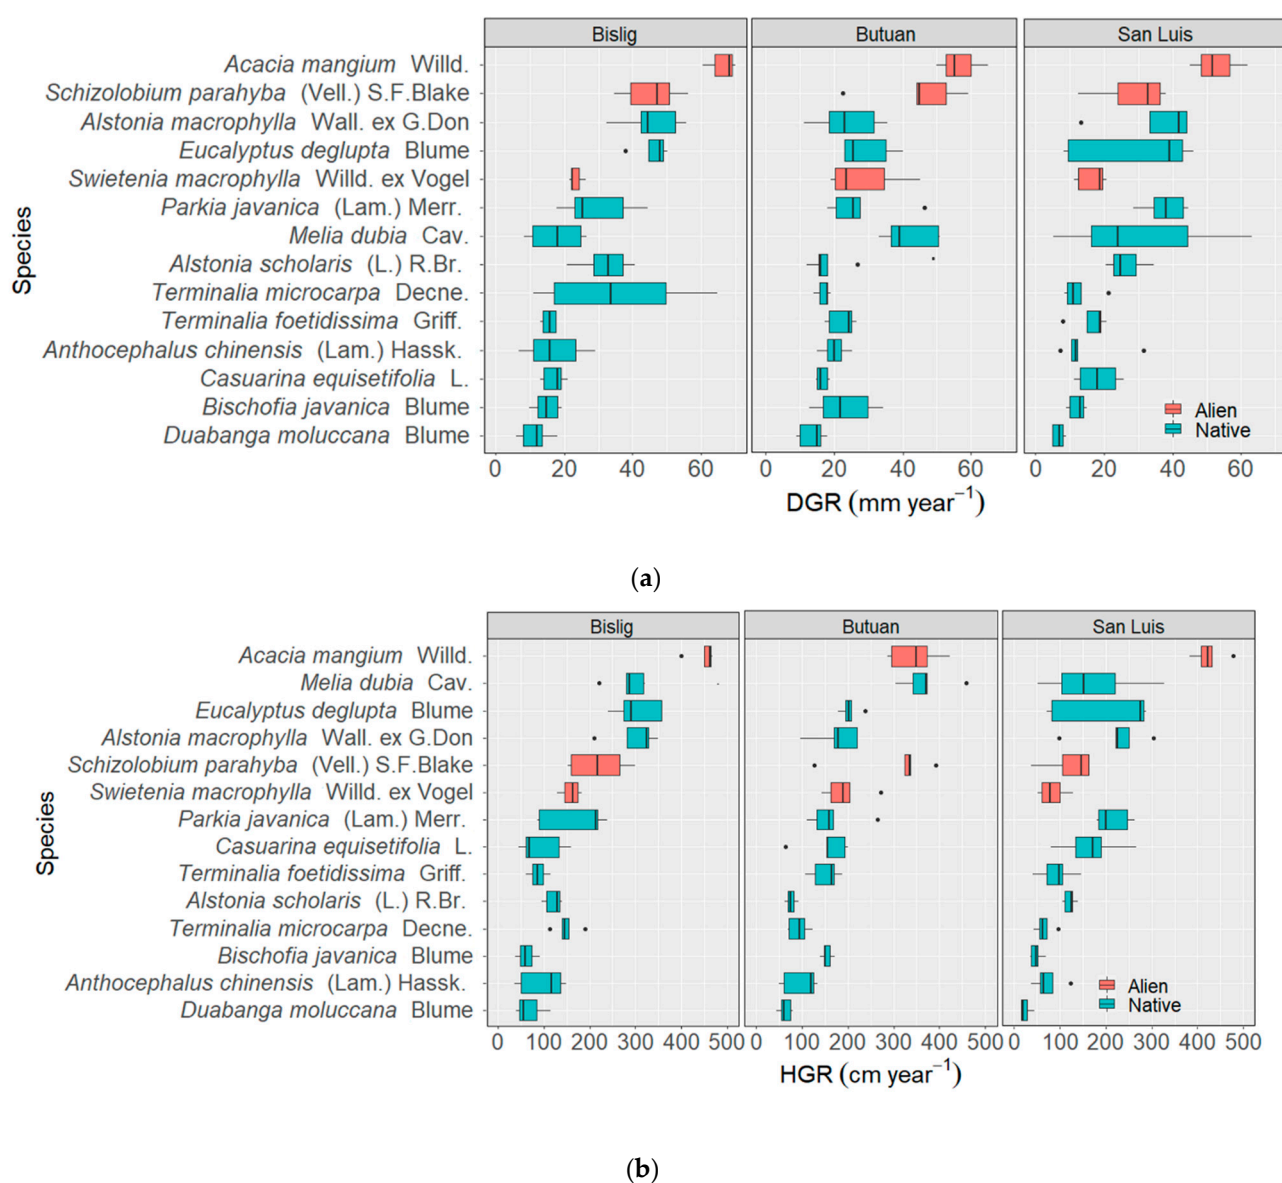 Bislig Butuan San Luis
Acacia mangium Willd.
Schizolobium parahyba (Vell.) S.F.Blake
Alstonia macrophylla Wall. ex G.Don
Eucalyptus deglupta Blume
Swietenia macrophylla Willd. ex Vogel
Parkia javanica (Lam.) Merr.
Melia dubia Cav.
Alstonia scholaris (L.) R.Br.
Terminalia microcarpa Decne.
Terminalia foetidissima Griff.
Anthocephalus chinensis (Lam.) Hassk.
Casuarina equisetifolia L.
Bischofia javanica Blume
Duabanga moluccana Blume
Species
Alien
Native
0 20 40 60 0 20 40 60 0 20 40 60
DGR (mm year⁻¹)
(a)
Bislig Butuan San Luis
Acacia mangium Willd.
Melia dubia Cav.
Eucalyptus deglupta Blume
Alstonia macrophylla Wall. ex G.Don
Schizolobium parahyba (Vell.) S.F.Blake
Swietenia macrophylla Willd. ex Vogel
Parkia javanica (Lam.) Merr.
Casuarina equisetifolia L.
Terminalia foetidissima Griff.
Alstonia scholaris (L.) R.Br.
Terminalia microcarpa Decne.
Bischofia javanica Blume
Anthocephalus chinensis (Lam.) Hassk.
Duabanga moluccana Blume
Species
Alien
Native
0 100 200 300 400 500 0 100 200 300 400 500 0 100 200 300 400 500
HGR (cm year⁻¹)
(b)